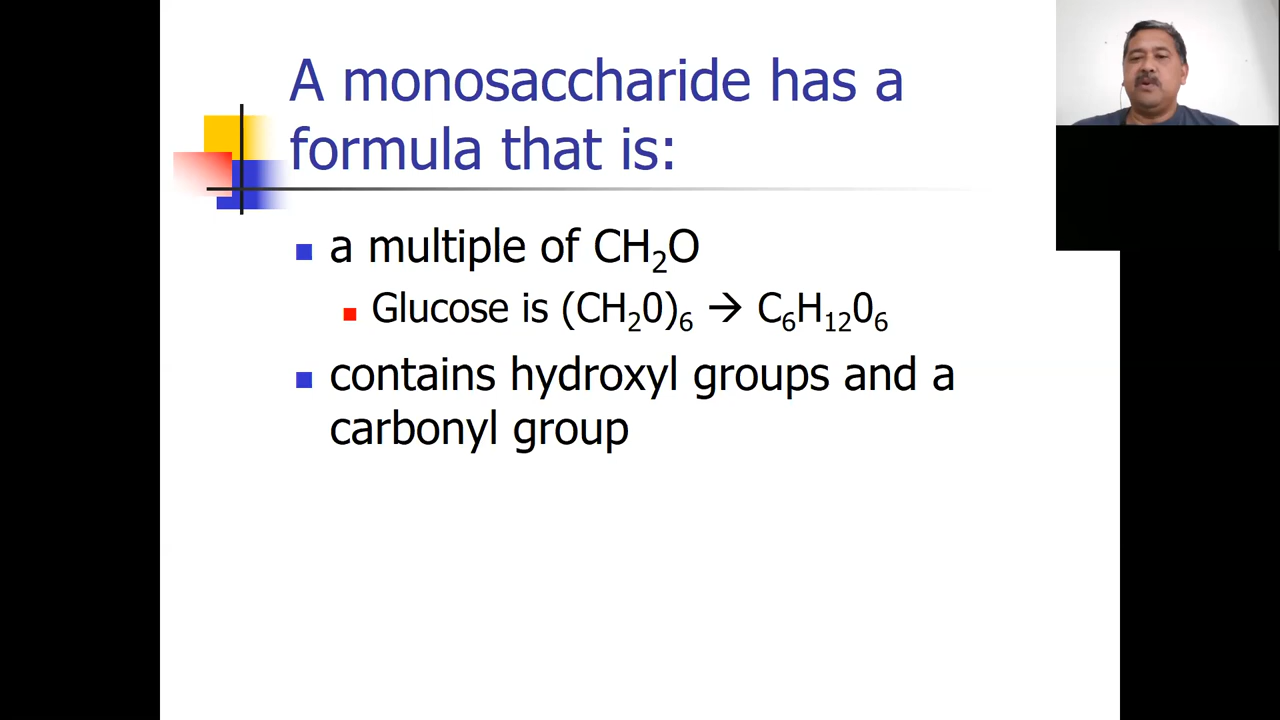 A monosaccharide has a
formula that is:
a multiple of CH₂O
Glucose is (CH₂0)₆ → C₆H₁₂0₆
contains hydroxyl groups and a
carbonyl group